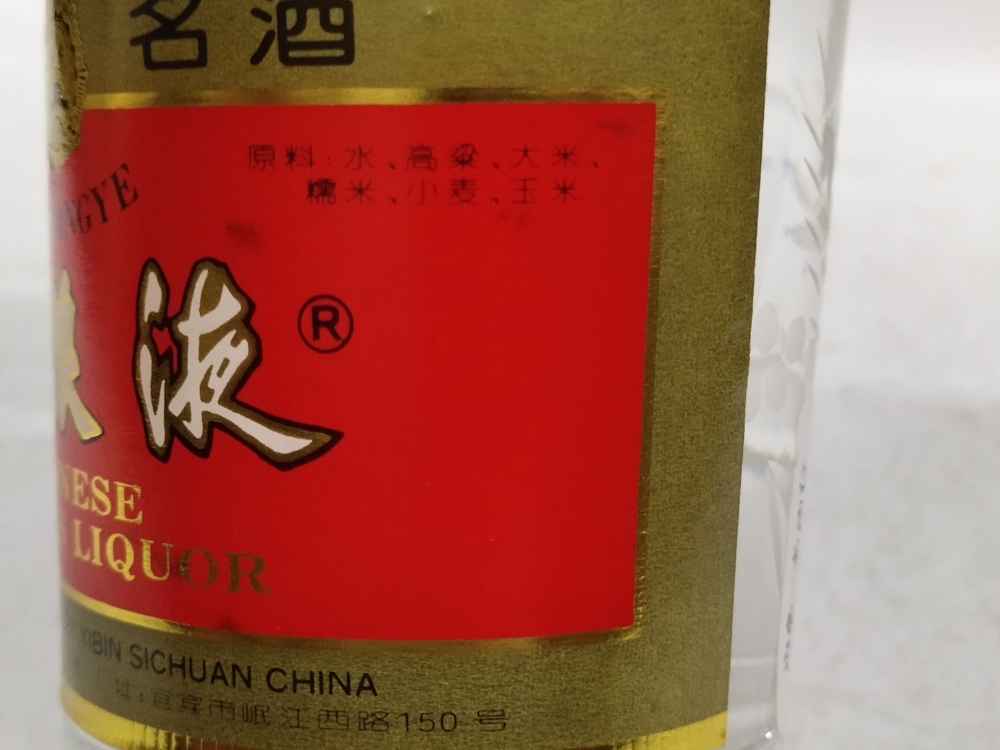 名酒
原料:水、高粱、大米、
糯米、小麦、玉米
NGYE
液®
NESE
LIQUOR
YIBIN SICHUAN CHINA
址:宜宾市岷江西路150号